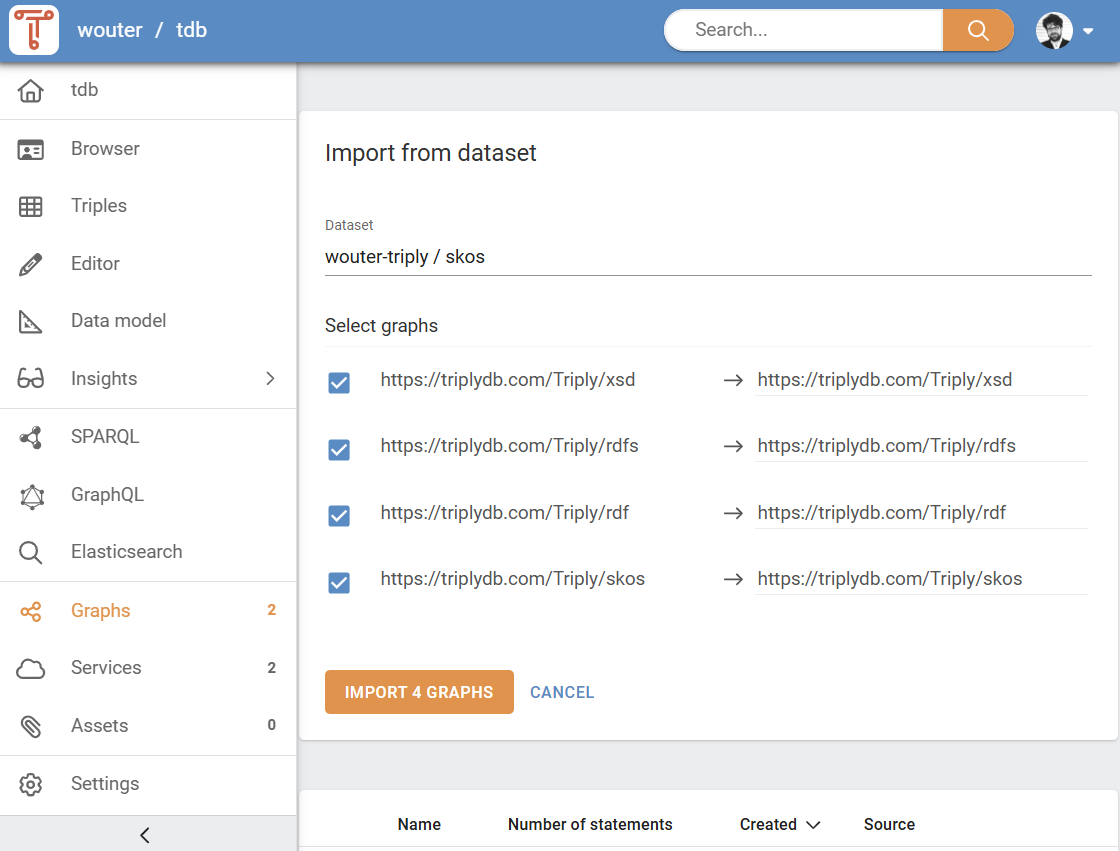 wouter / tdb
Search...
tdb
Browser
Triples
Editor
Data model
Insights
SPARQL
GraphQL
Elasticsearch
Graphs 2
Services 2
Assets 0
Settings
Import from dataset
Dataset
wouter-triply / skos
Select graphs
https://triplydb.com/Triply/xsd → https://triplydb.com/Triply/xsd
https://triplydb.com/Triply/rdfs → https://triplydb.com/Triply/rdfs
https://triplydb.com/Triply/rdf → https://triplydb.com/Triply/rdf
https://triplydb.com/Triply/skos → https://triplydb.com/Triply/skos
IMPORT 4 GRAPHS CANCEL
Name Number of statements Created Source